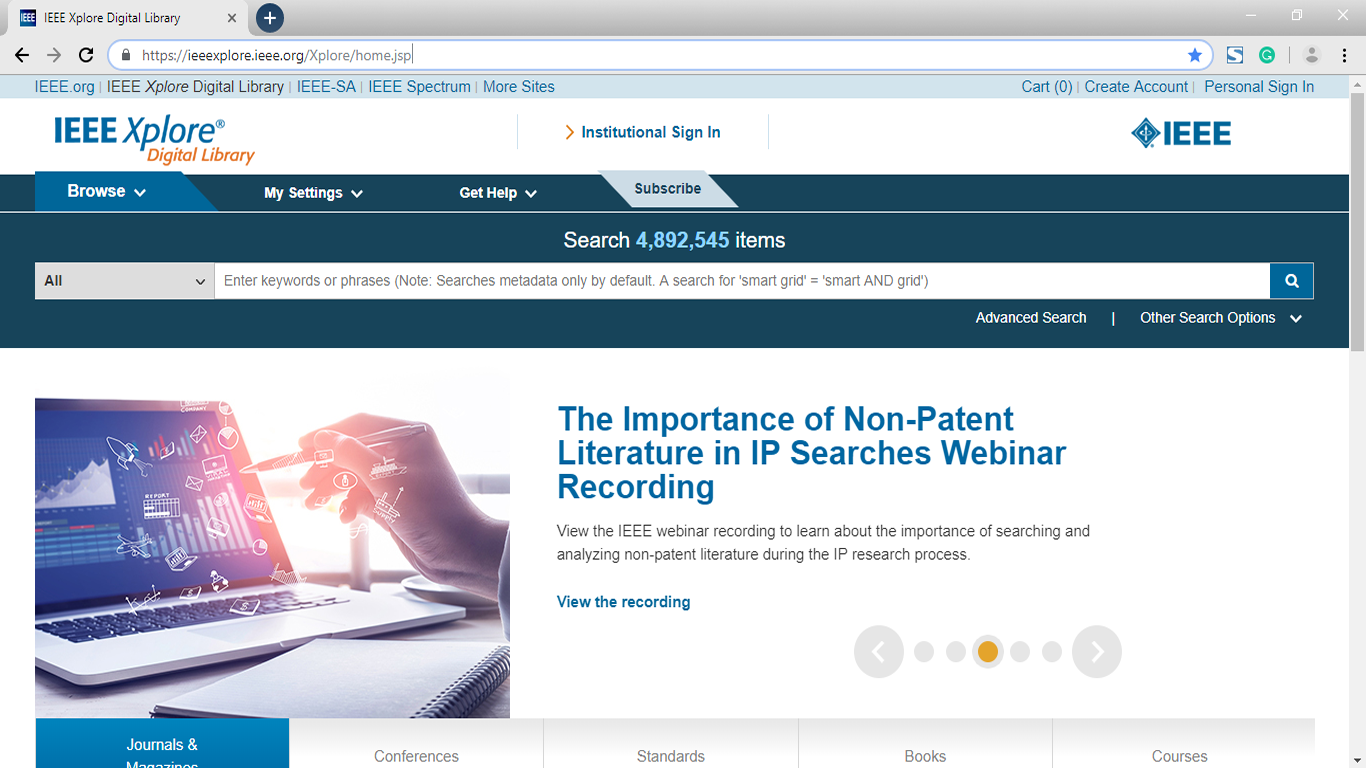 IEEE Xplore Digital Library
https://ieeexplore.ieee.org/Xplore/home.jsp
IEEE.org | IEEE Xplore Digital Library | IEEE-SA | IEEE Spectrum | More Sites
Cart (0) | Create Account | Personal Sign In
IEEE Xplore®
Digital Library
Institutional Sign In
IEEE
Browse
My Settings
Get Help
Subscribe
Search 4,892,545 items
All
Enter keywords or phrases (Note: Searches metadata only by default. A search for 'smart grid' = 'smart AND grid')
Advanced Search | Other Search Options
COMPANY
REPORT
The Importance of Non-Patent
Literature in IP Searches Webinar
Recording
View the IEEE webinar recording to learn about the importance of searching and
analyzing non-patent literature during the IP research process.
View the recording
Journals &
Magazines
Conferences
Standards
Books
Courses